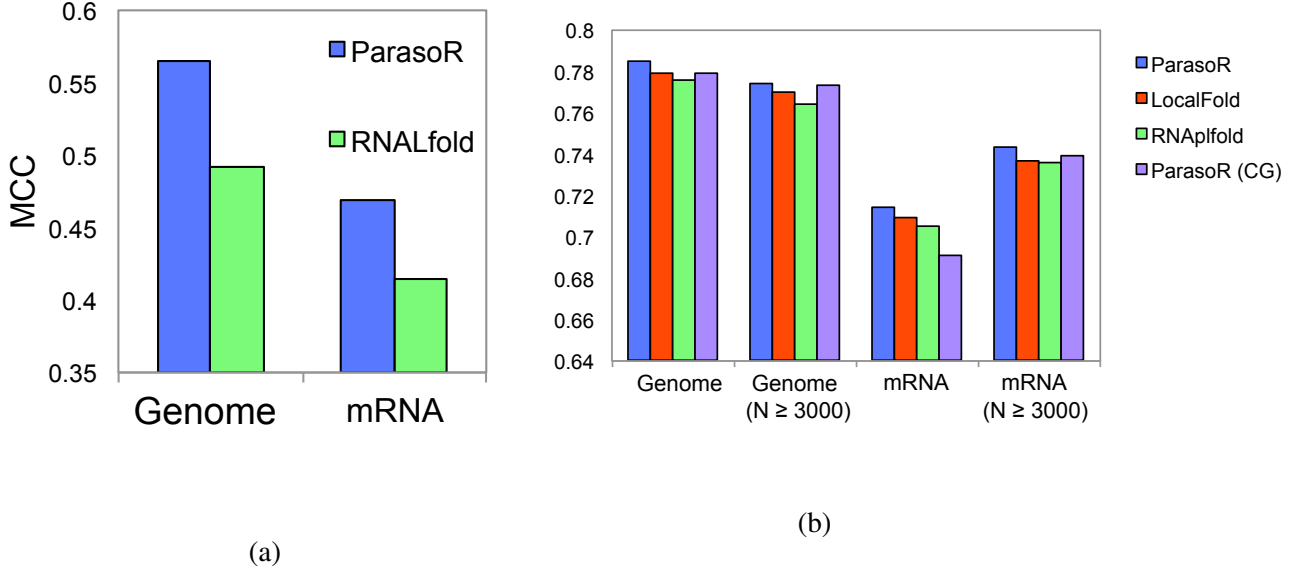 MCC
0.6
0.55
0.5
0.45
0.4
0.35
ParasoR
RNALfold
Genome
mRNA
(a)
0.8
0.78
0.76
0.74
0.72
0.7
0.68
0.66
0.64
Genome
Genome
(N ≥ 3000)
mRNA
mRNA
(N ≥ 3000)
ParasoR
LocalFold
RNAplfold
ParasoR (CG)
(b)